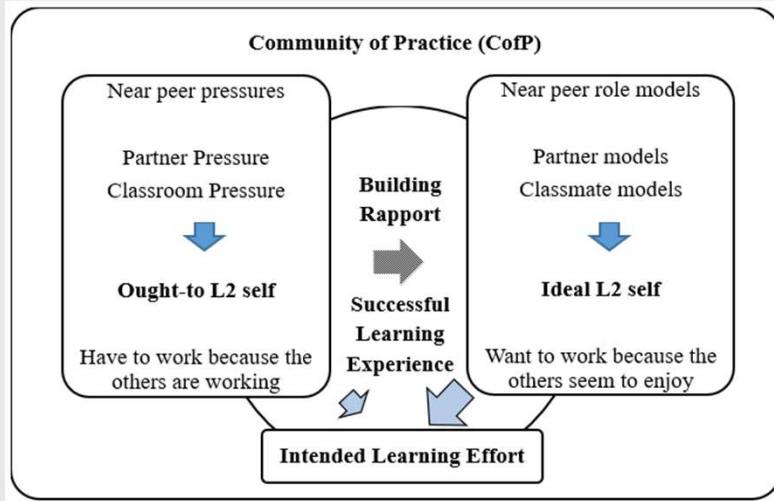 Community of Practice (CofP)
Near peer pressures
Partner Pressure
Classroom Pressure
Ought-to L2 self
Have to work because the
others are working
Building
Rapport
Successful
Learning
Experience
Near peer role models
Partner models
Classmate models
Ideal L2 self
Want to work because the
others seem to enjoy
Intended Learning Effort